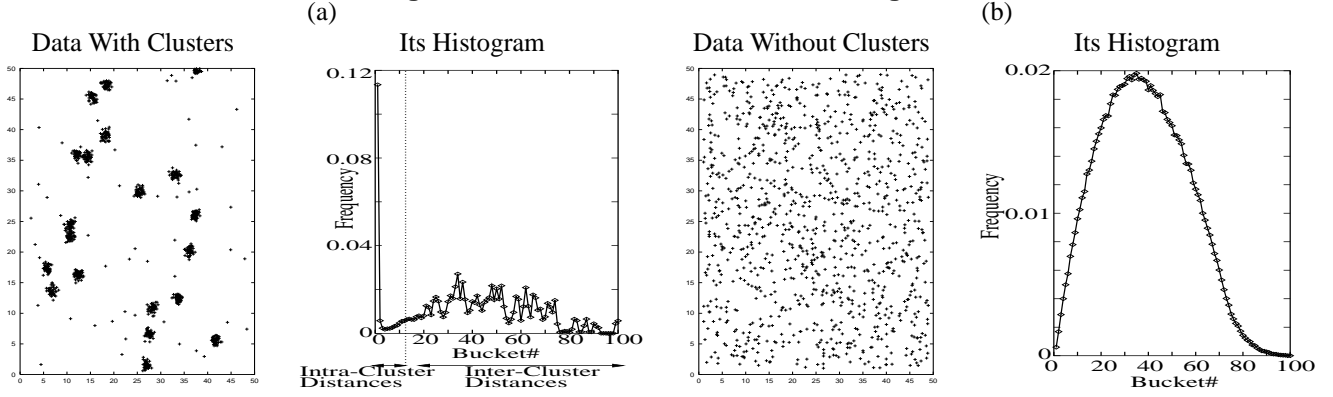 (a)
(b)
Data With Clusters
Its Histogram
Data Without Clusters
Its Histogram
50
45
40
35
30
25
20
15
10
5
0
0 5 10 15 20 25 30 35 40 45 50
0.12
0.08
0.04
0
Frequency
0 20 40 60 80 100
Bucket#
Intra-Cluster
Distances
Inter-Cluster
Distances
50
45
40
35
30
25
20
15
10
5
0
0 5 10 15 20 25 30 35 40 45 50
0.02
0.01
0
Frequency
0 20 40 60 80 100
Bucket#